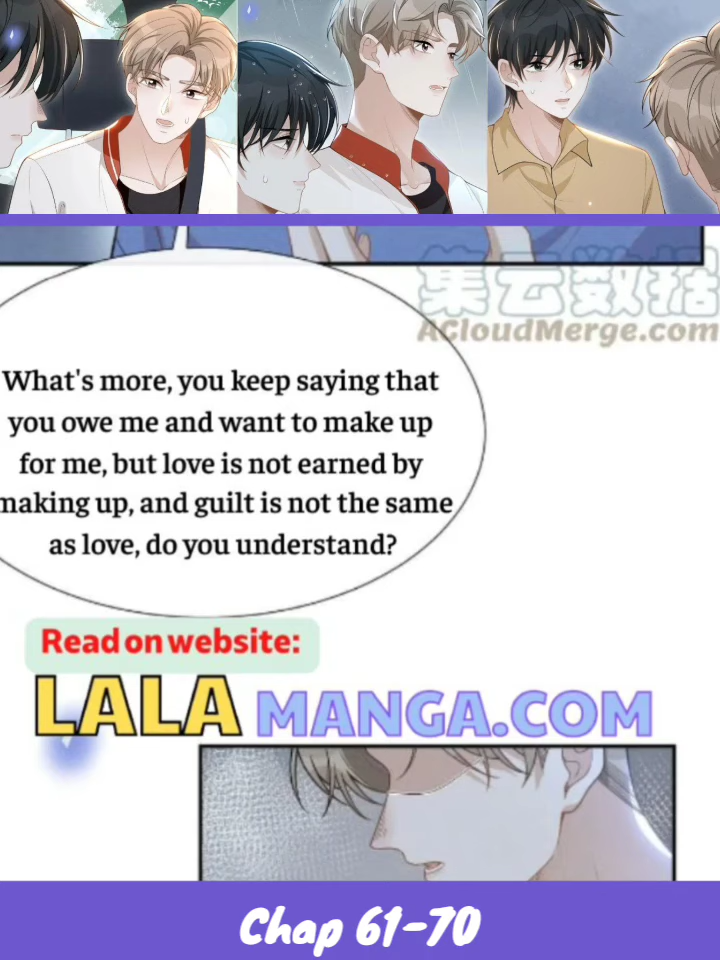 集云数据
ACloudMerge.com
What's more, you keep saying that
you owe me and want to make up
for me, but love is not earned by
making up, and guilt is not the same
as love, do you understand?
Read on website:
LALA MANGA.COM
Chap 61-70